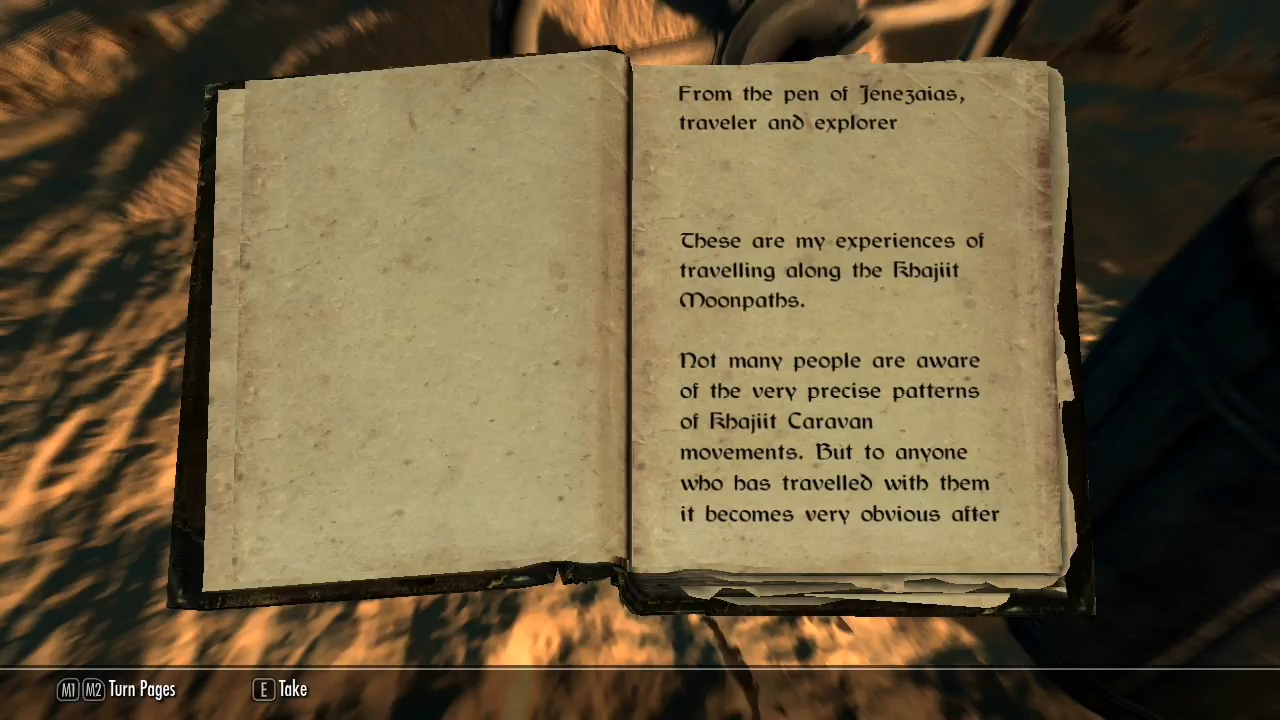 From the pen of Jenezaias,
traveler and explorer
These are my experiences of
travelling along the Khajiit
Moonpaths.
Not many people are aware
of the very precise patterns
of Khajiit Caravan
movements. But to anyone
who has travelled with them
it becomes very obvious after
M1 M2 Turn Pages
E Take